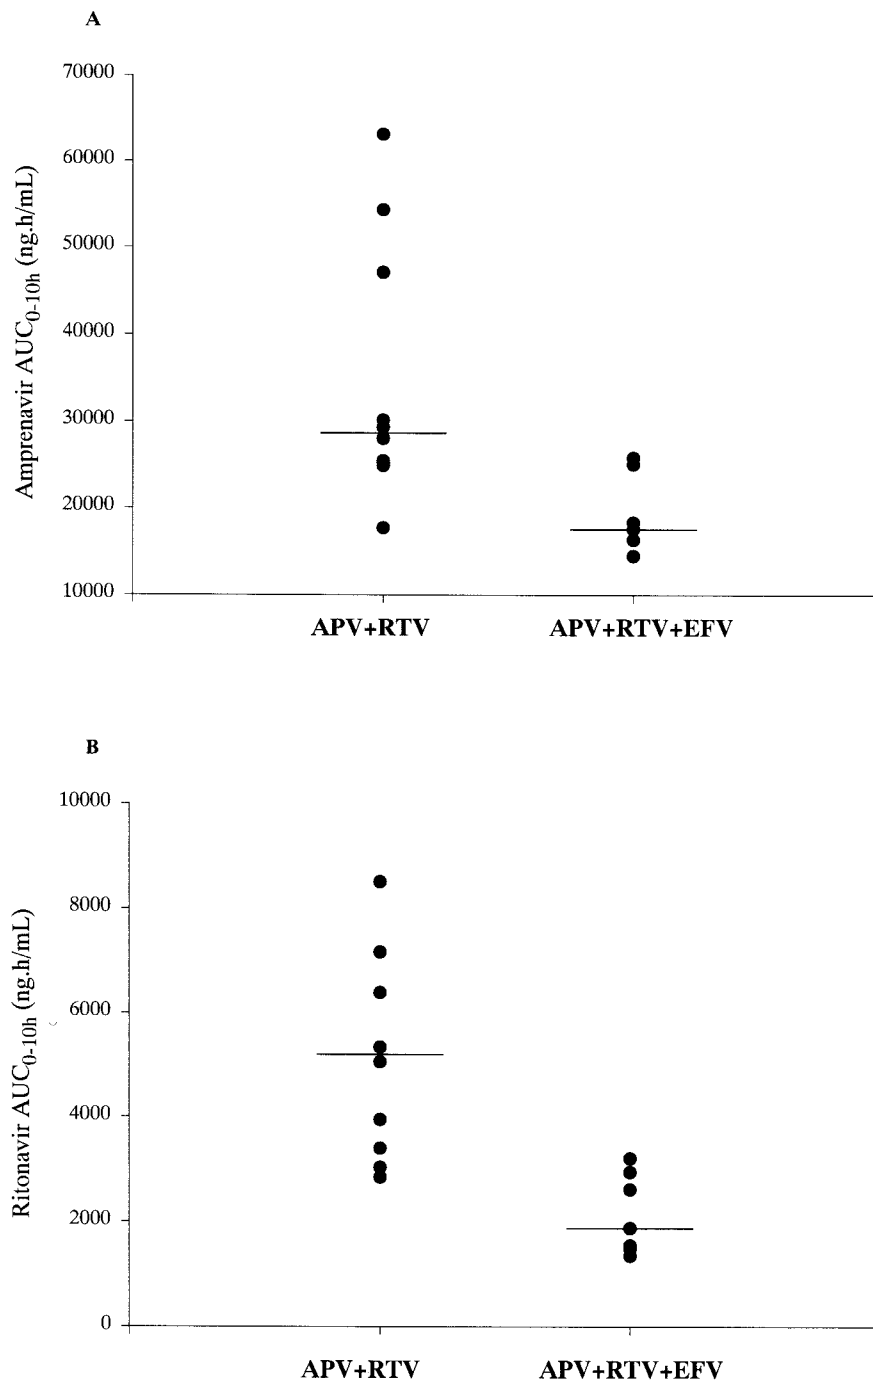 A
Amprenavir AUC0-10h (ng.h/mL)
70000
60000
50000
40000
30000
20000
10000
APV+RTV APV+RTV+EFV
B
Ritonavir AUC0-10h (ng.h/mL)
10000
8000
6000
4000
2000
0
APV+RTV APV+RTV+EFV